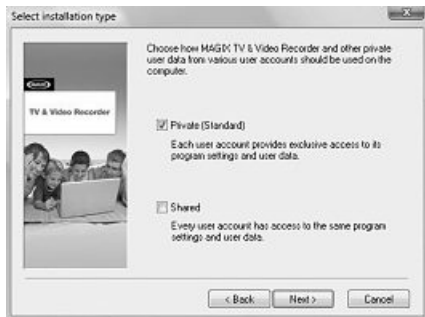 Select installation type
Choose how MAGIX TV & Video Recorder and other private
user data from various user accounts should be used on the
computer.
MAGIX
TV & Video Recorder
Private (Standard)
Each user account provides exclusive access to its
program settings and user data.
Shared
Every user account has access to the same program
settings and user data.
< Back
Next >
Cancel